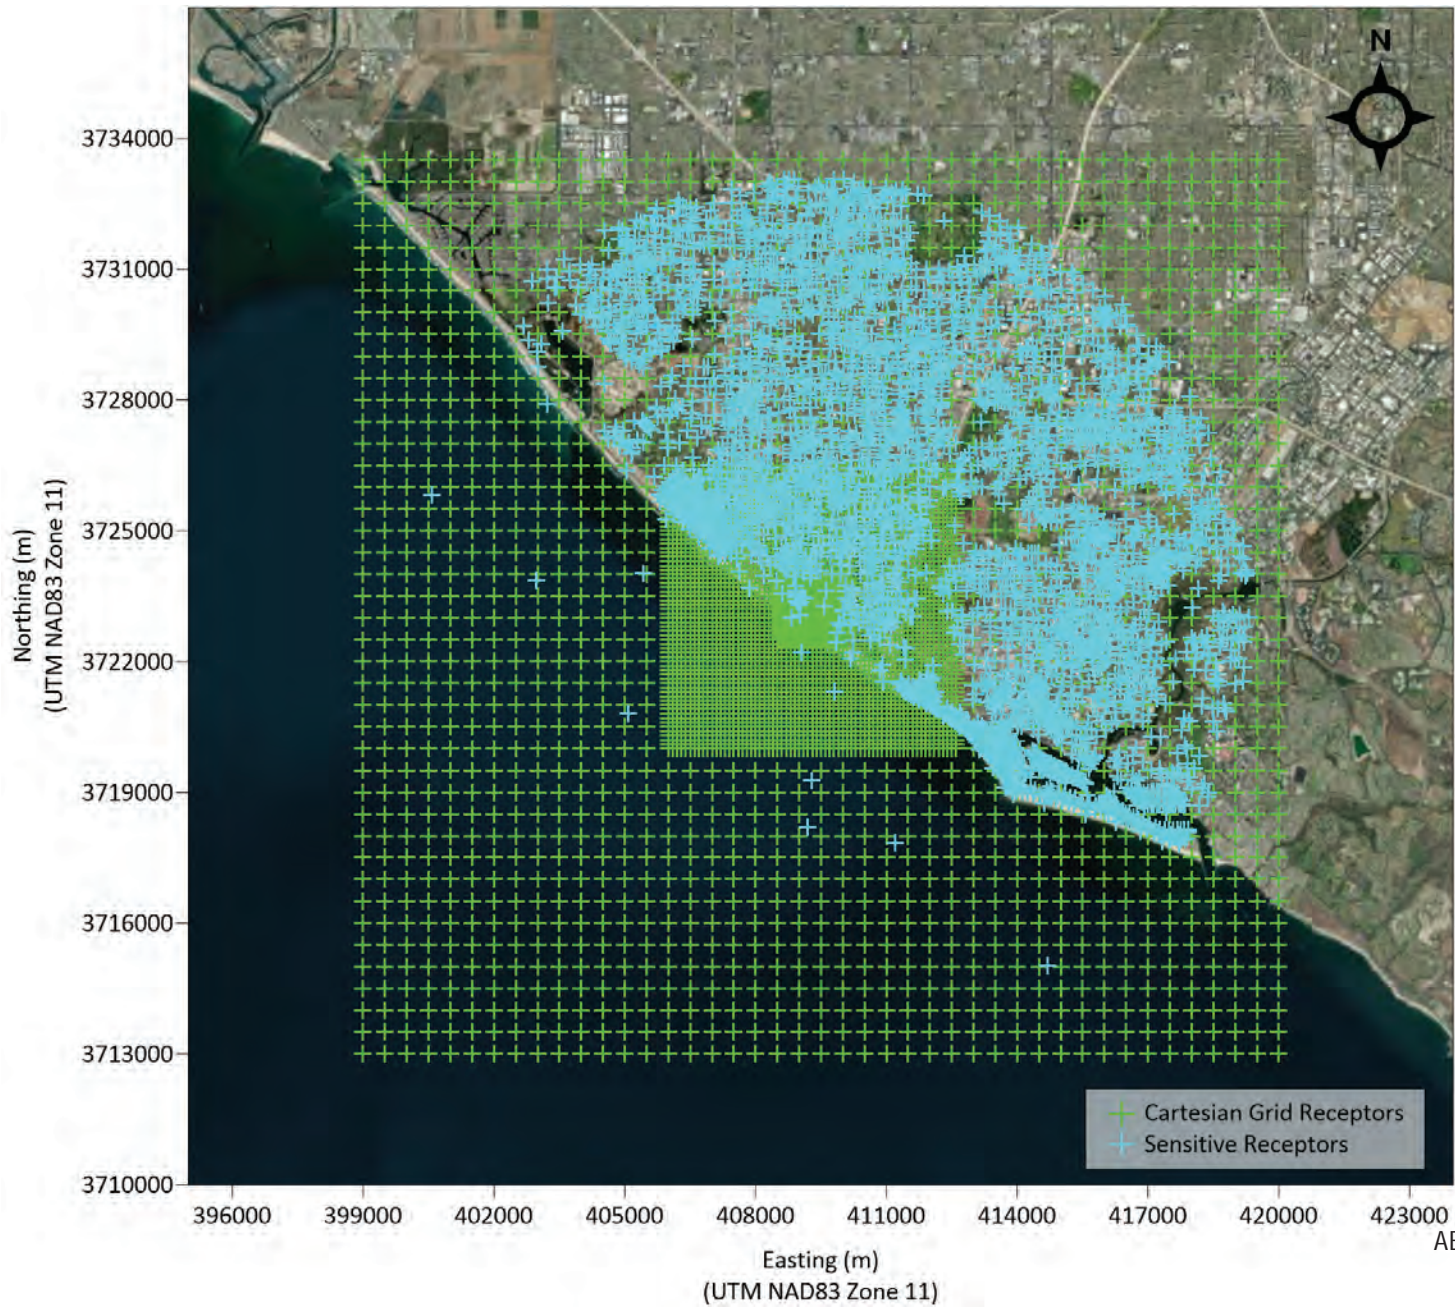 N
3734000
3731000
3728000
3725000
3722000
3719000
3716000
3713000
3710000
Northing (m)
(UTM NAD83 Zone 11)
Cartesian Grid Receptors
Sensitive Receptors
396000 399000 402000 405000 408000 411000 414000 417000 420000 423000
AE
Easting (m)
(UTM NAD83 Zone 11)